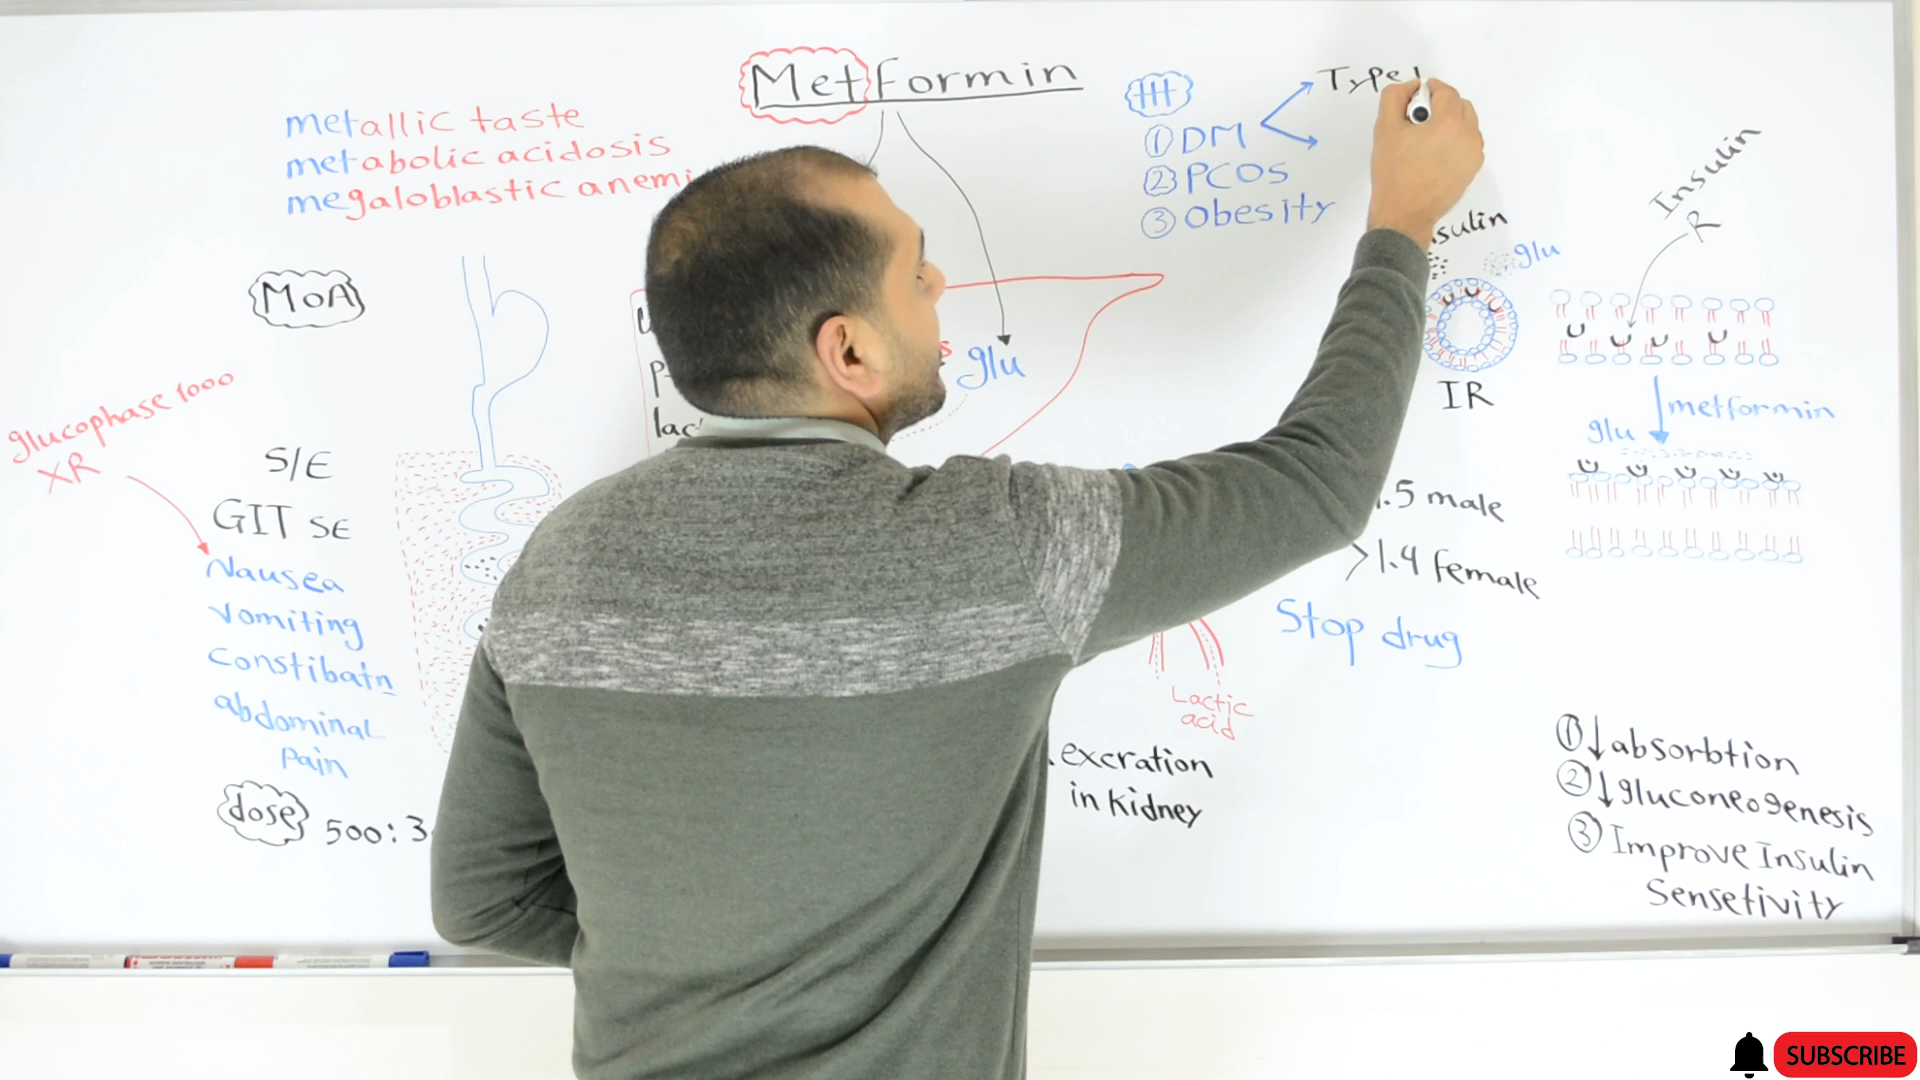 Metformin
metallic taste
metabolic acidosis
megaloblastic anemi
TTT
① DM
② PCOS
③ Obesity
Type 1
Insulin
R
sulin
glu
IR
metformin
glu
MoA
glu
glucophase 1000
XR
S/E
GIT SE
Nausea
vomiting
constibatn
abdominal
pain
dose 500:3
lac
.5 male
>1.4 female
Stop drug
Lactic
acid
excration
in kidney
① ↓ absorbtion
② ↓ gluconeogenesis
③ Improve Insulin
Sensetivity
SUBSCRIBE